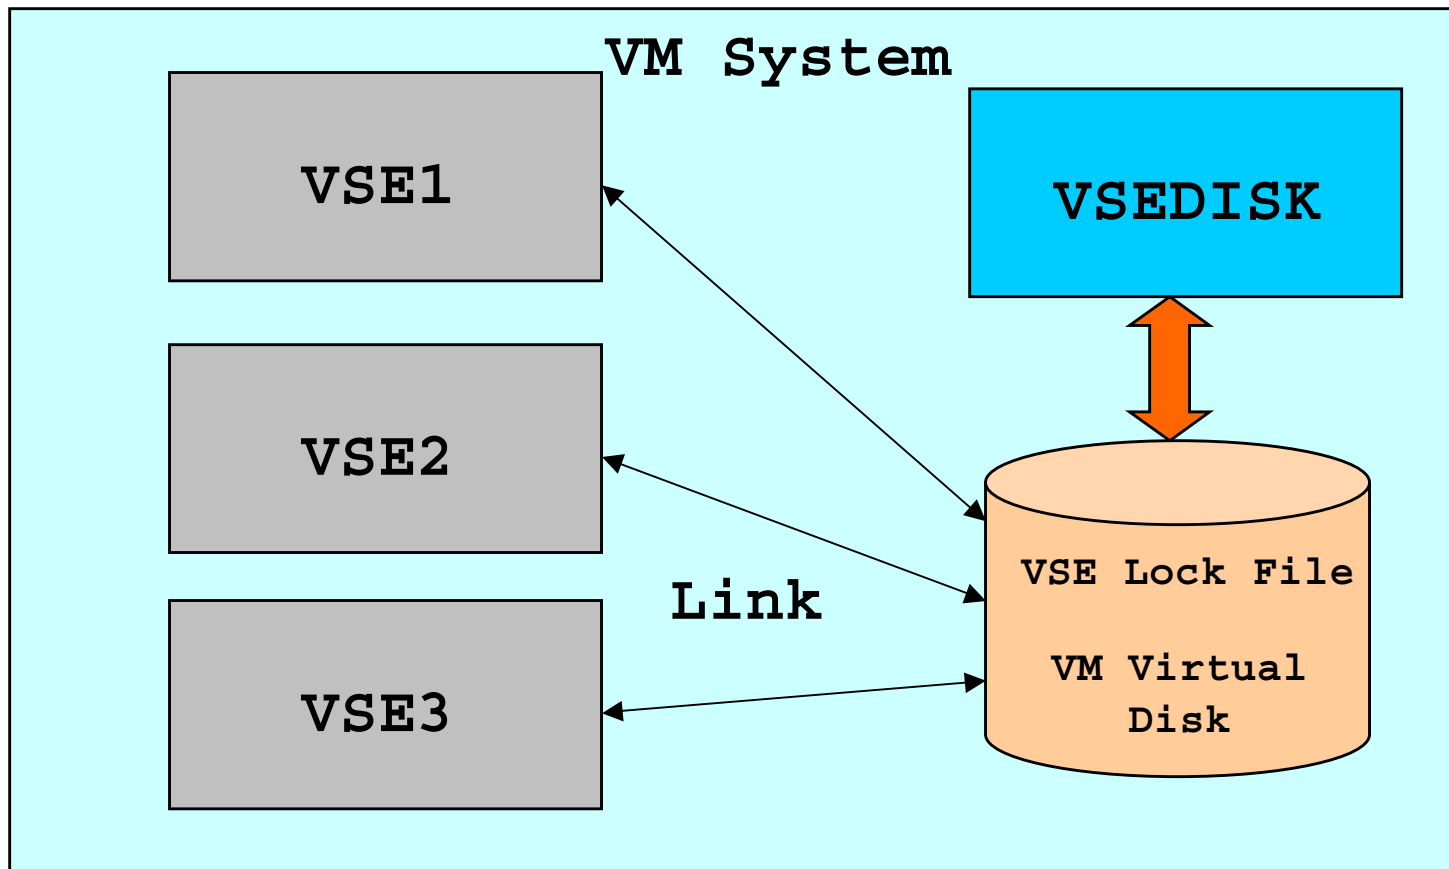 VM System
VSE1
VSEDISK
VSE2
VSE Lock File
Link
VM Virtual
Disk
VSE3